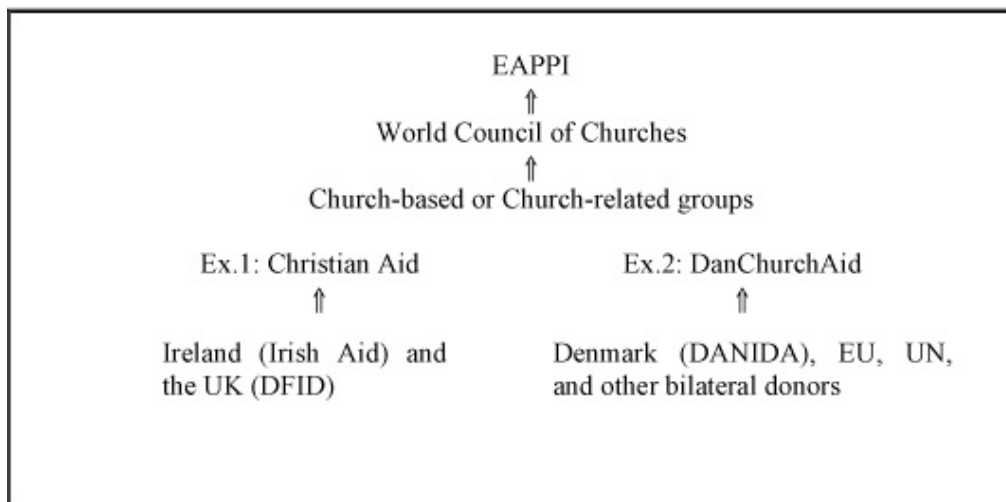 EAPPI
⇑
World Council of Churches
⇑
Church-based or Church-related groups
Ex.1: Christian Aid
⇑
Ireland (Irish Aid) and
the UK (DFID)
Ex.2: DanChurchAid
⇑
Denmark (DANIDA), EU, UN,
and other bilateral donors